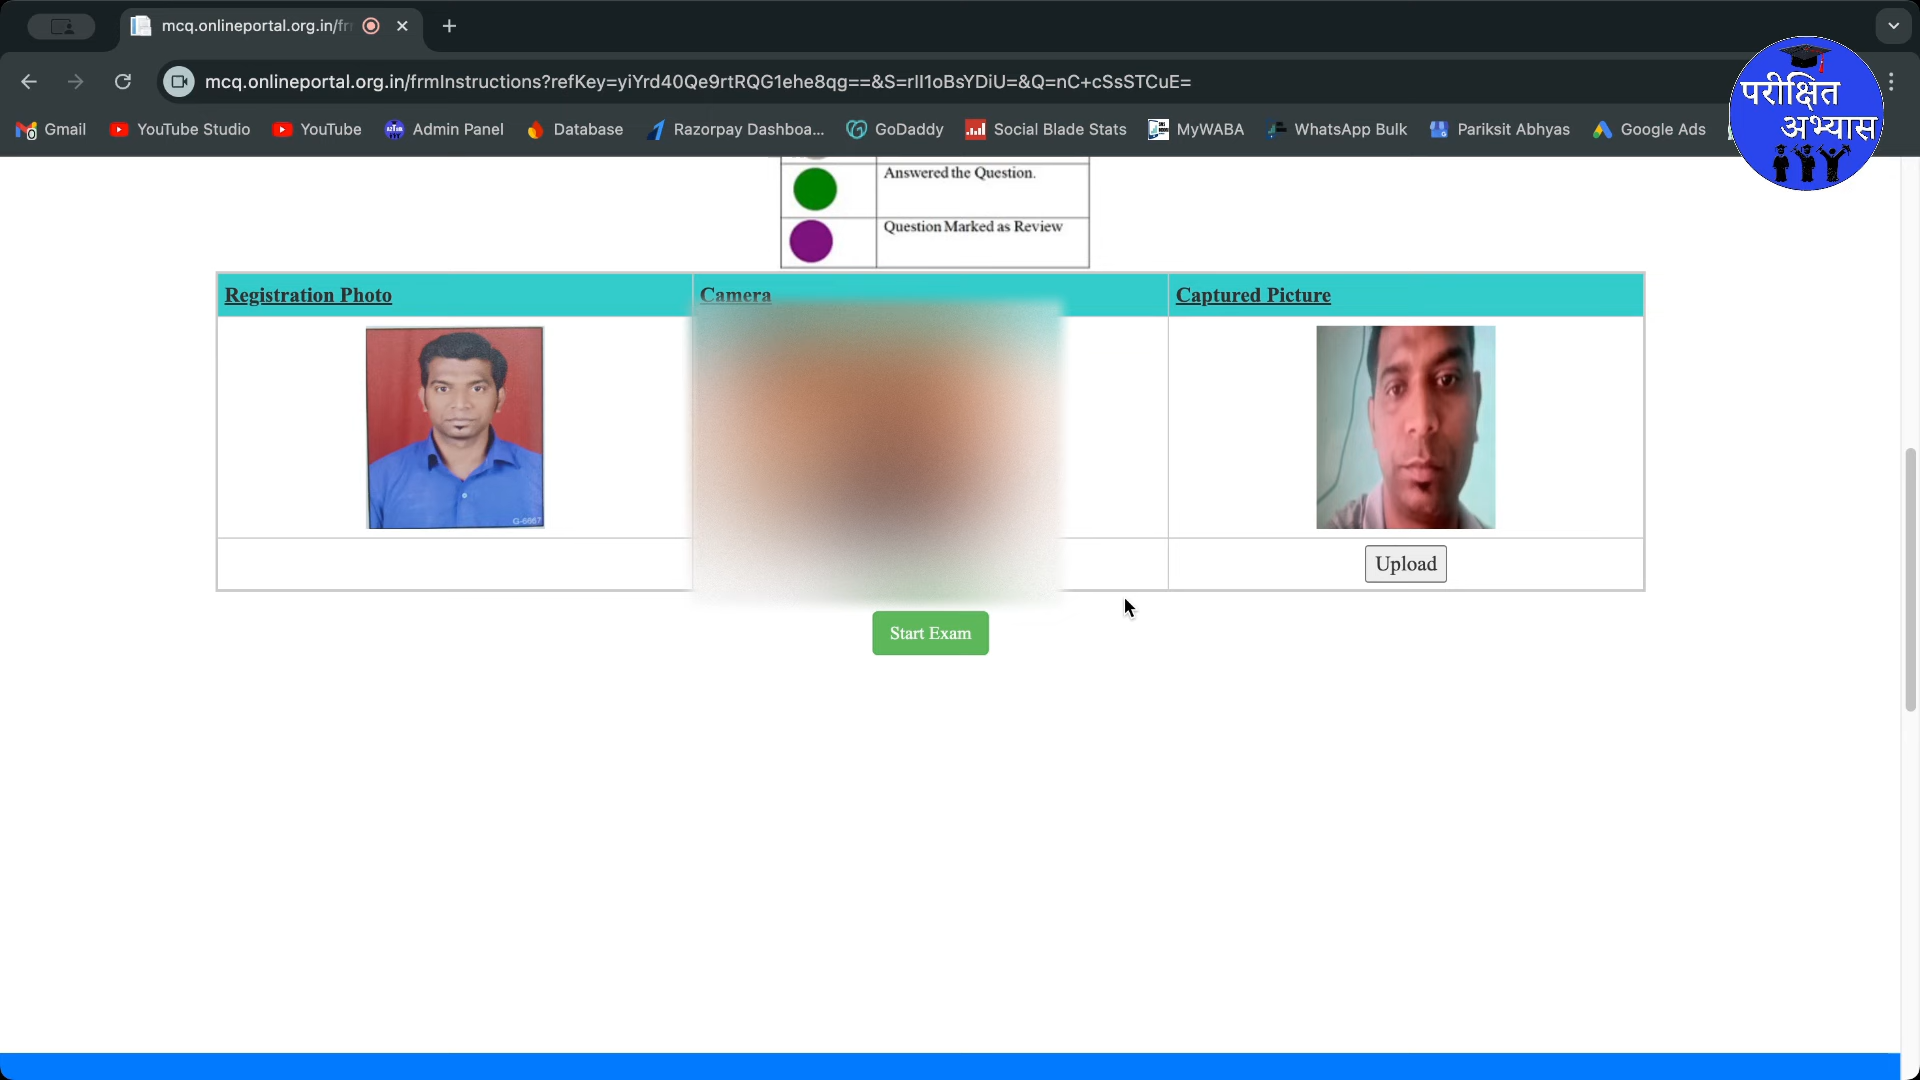 mcq.onlineportal.org.in/fr
mcq.onlineportal.org.in/frmInstructions?refKey=yiYrd40Qe9rtRQG1ehe8qg==&S=rII1oBsYDiU=&Q=nC+cSsSTCuE=
Gmail YouTube Studio YouTube Admin Panel Database Razorpay Dashboa... GoDaddy Social Blade Stats MyWABA WhatsApp Bulk Pariksit Abhyas Google Ads
परीक्षित
अभ्यास
Answered the Question.
Question Marked as Review
Registration Photo Camera Captured Picture
G-6667
Upload
Start Exam